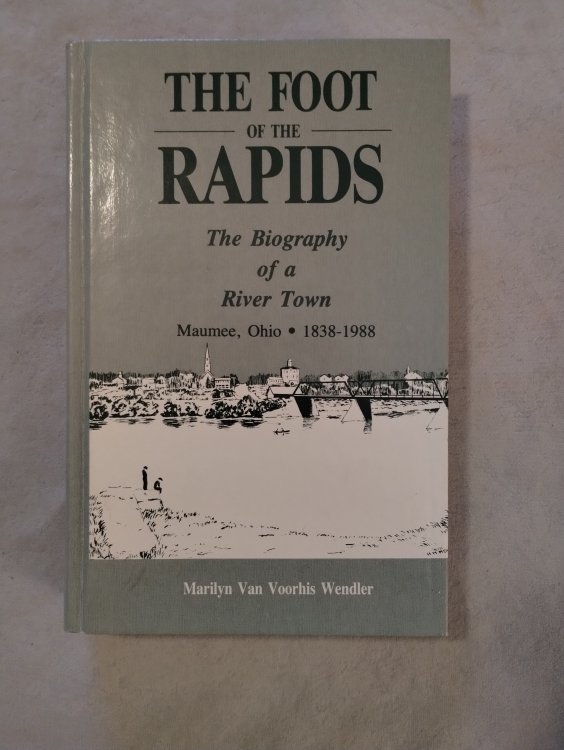 THE FOOT
OF THE
RAPIDS
The Biography
of a
River Town
Maumee, Ohio • 1838-1988
Marilyn Van Voorhis Wendler